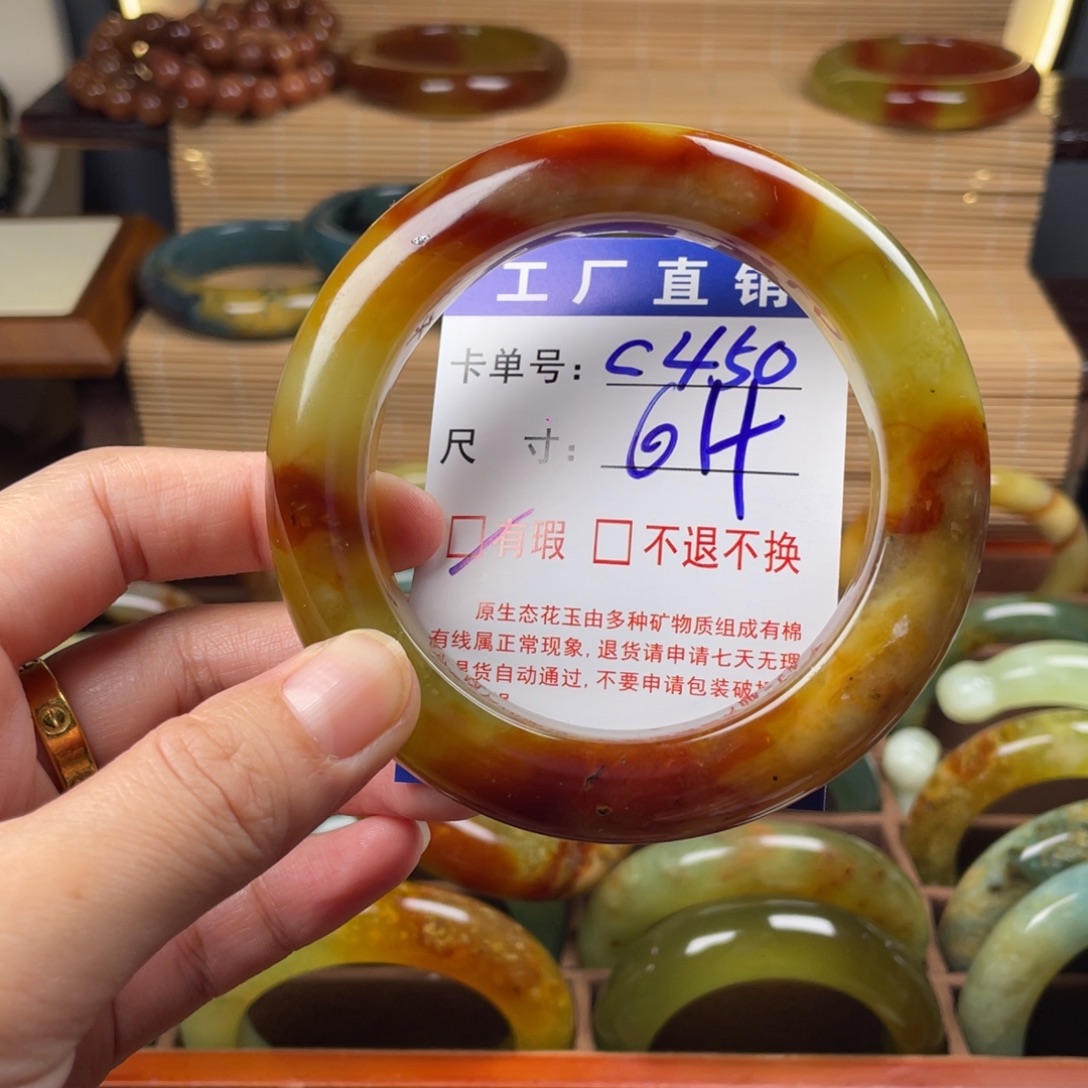 工厂直销
卡单号: C450
尺 寸: 64
□有瑕 □不退不换
原生态花玉由多种矿物质组成有棉
有线属正常现象, 退货请申请七天无理
货自动通过, 不要申请包装破